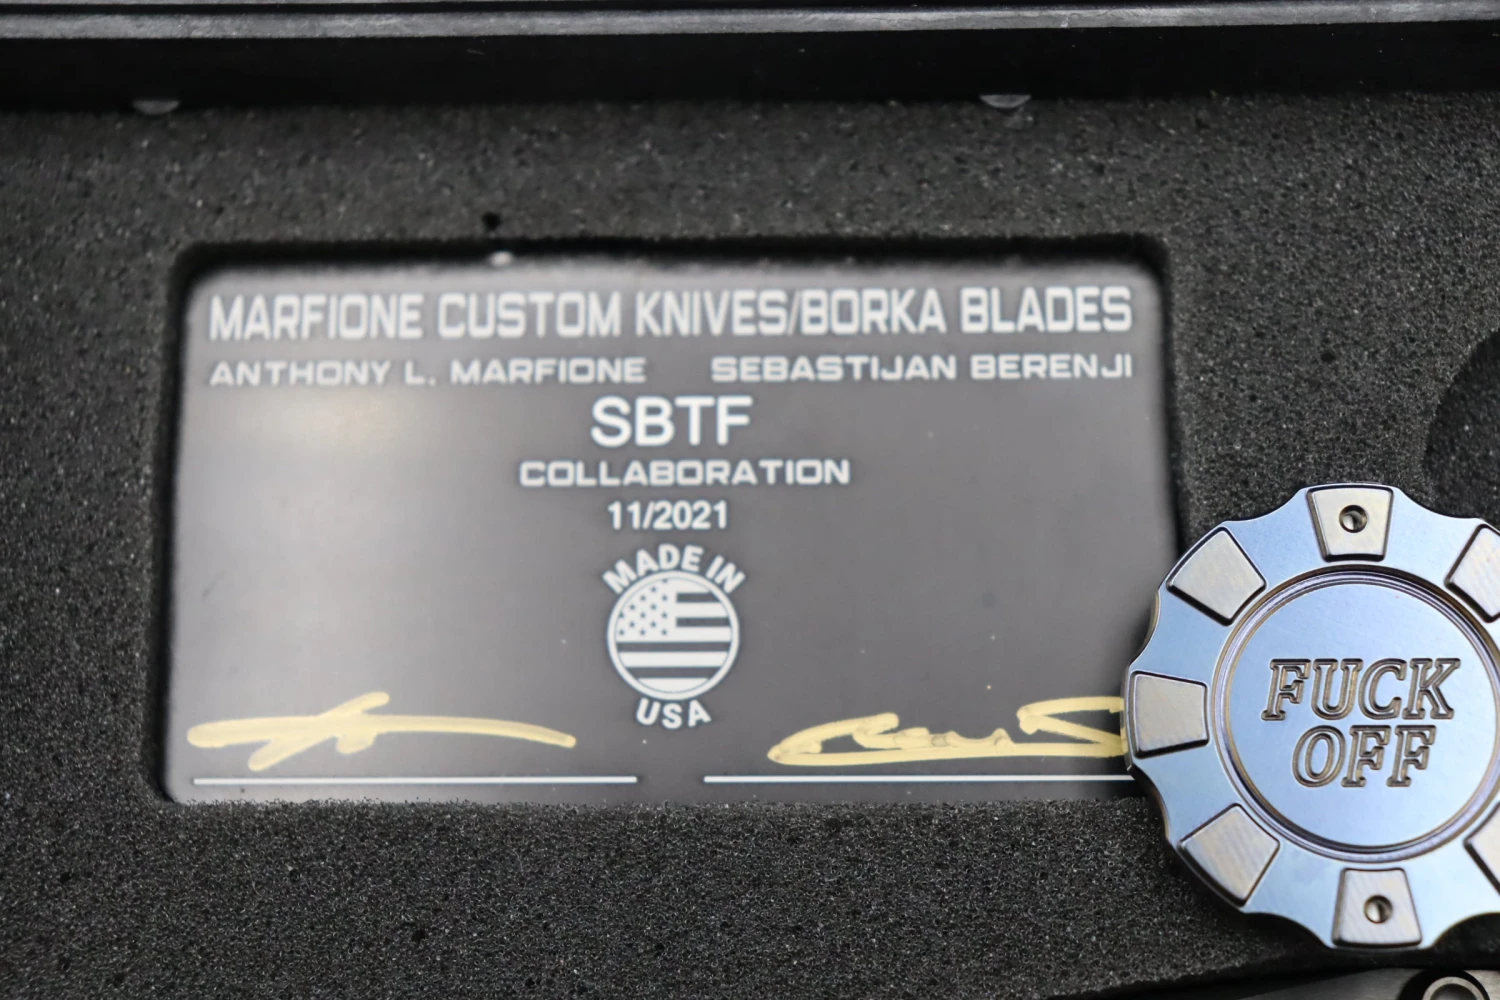 MARFIONE CUSTOM KNIVES/BORKA BLADES
ANTHONY L. MARFIONE SEBASTIJAN BERENJI
SBTF
COLLABORATION
11/2021
MADE IN
USA
FUCK
OFF